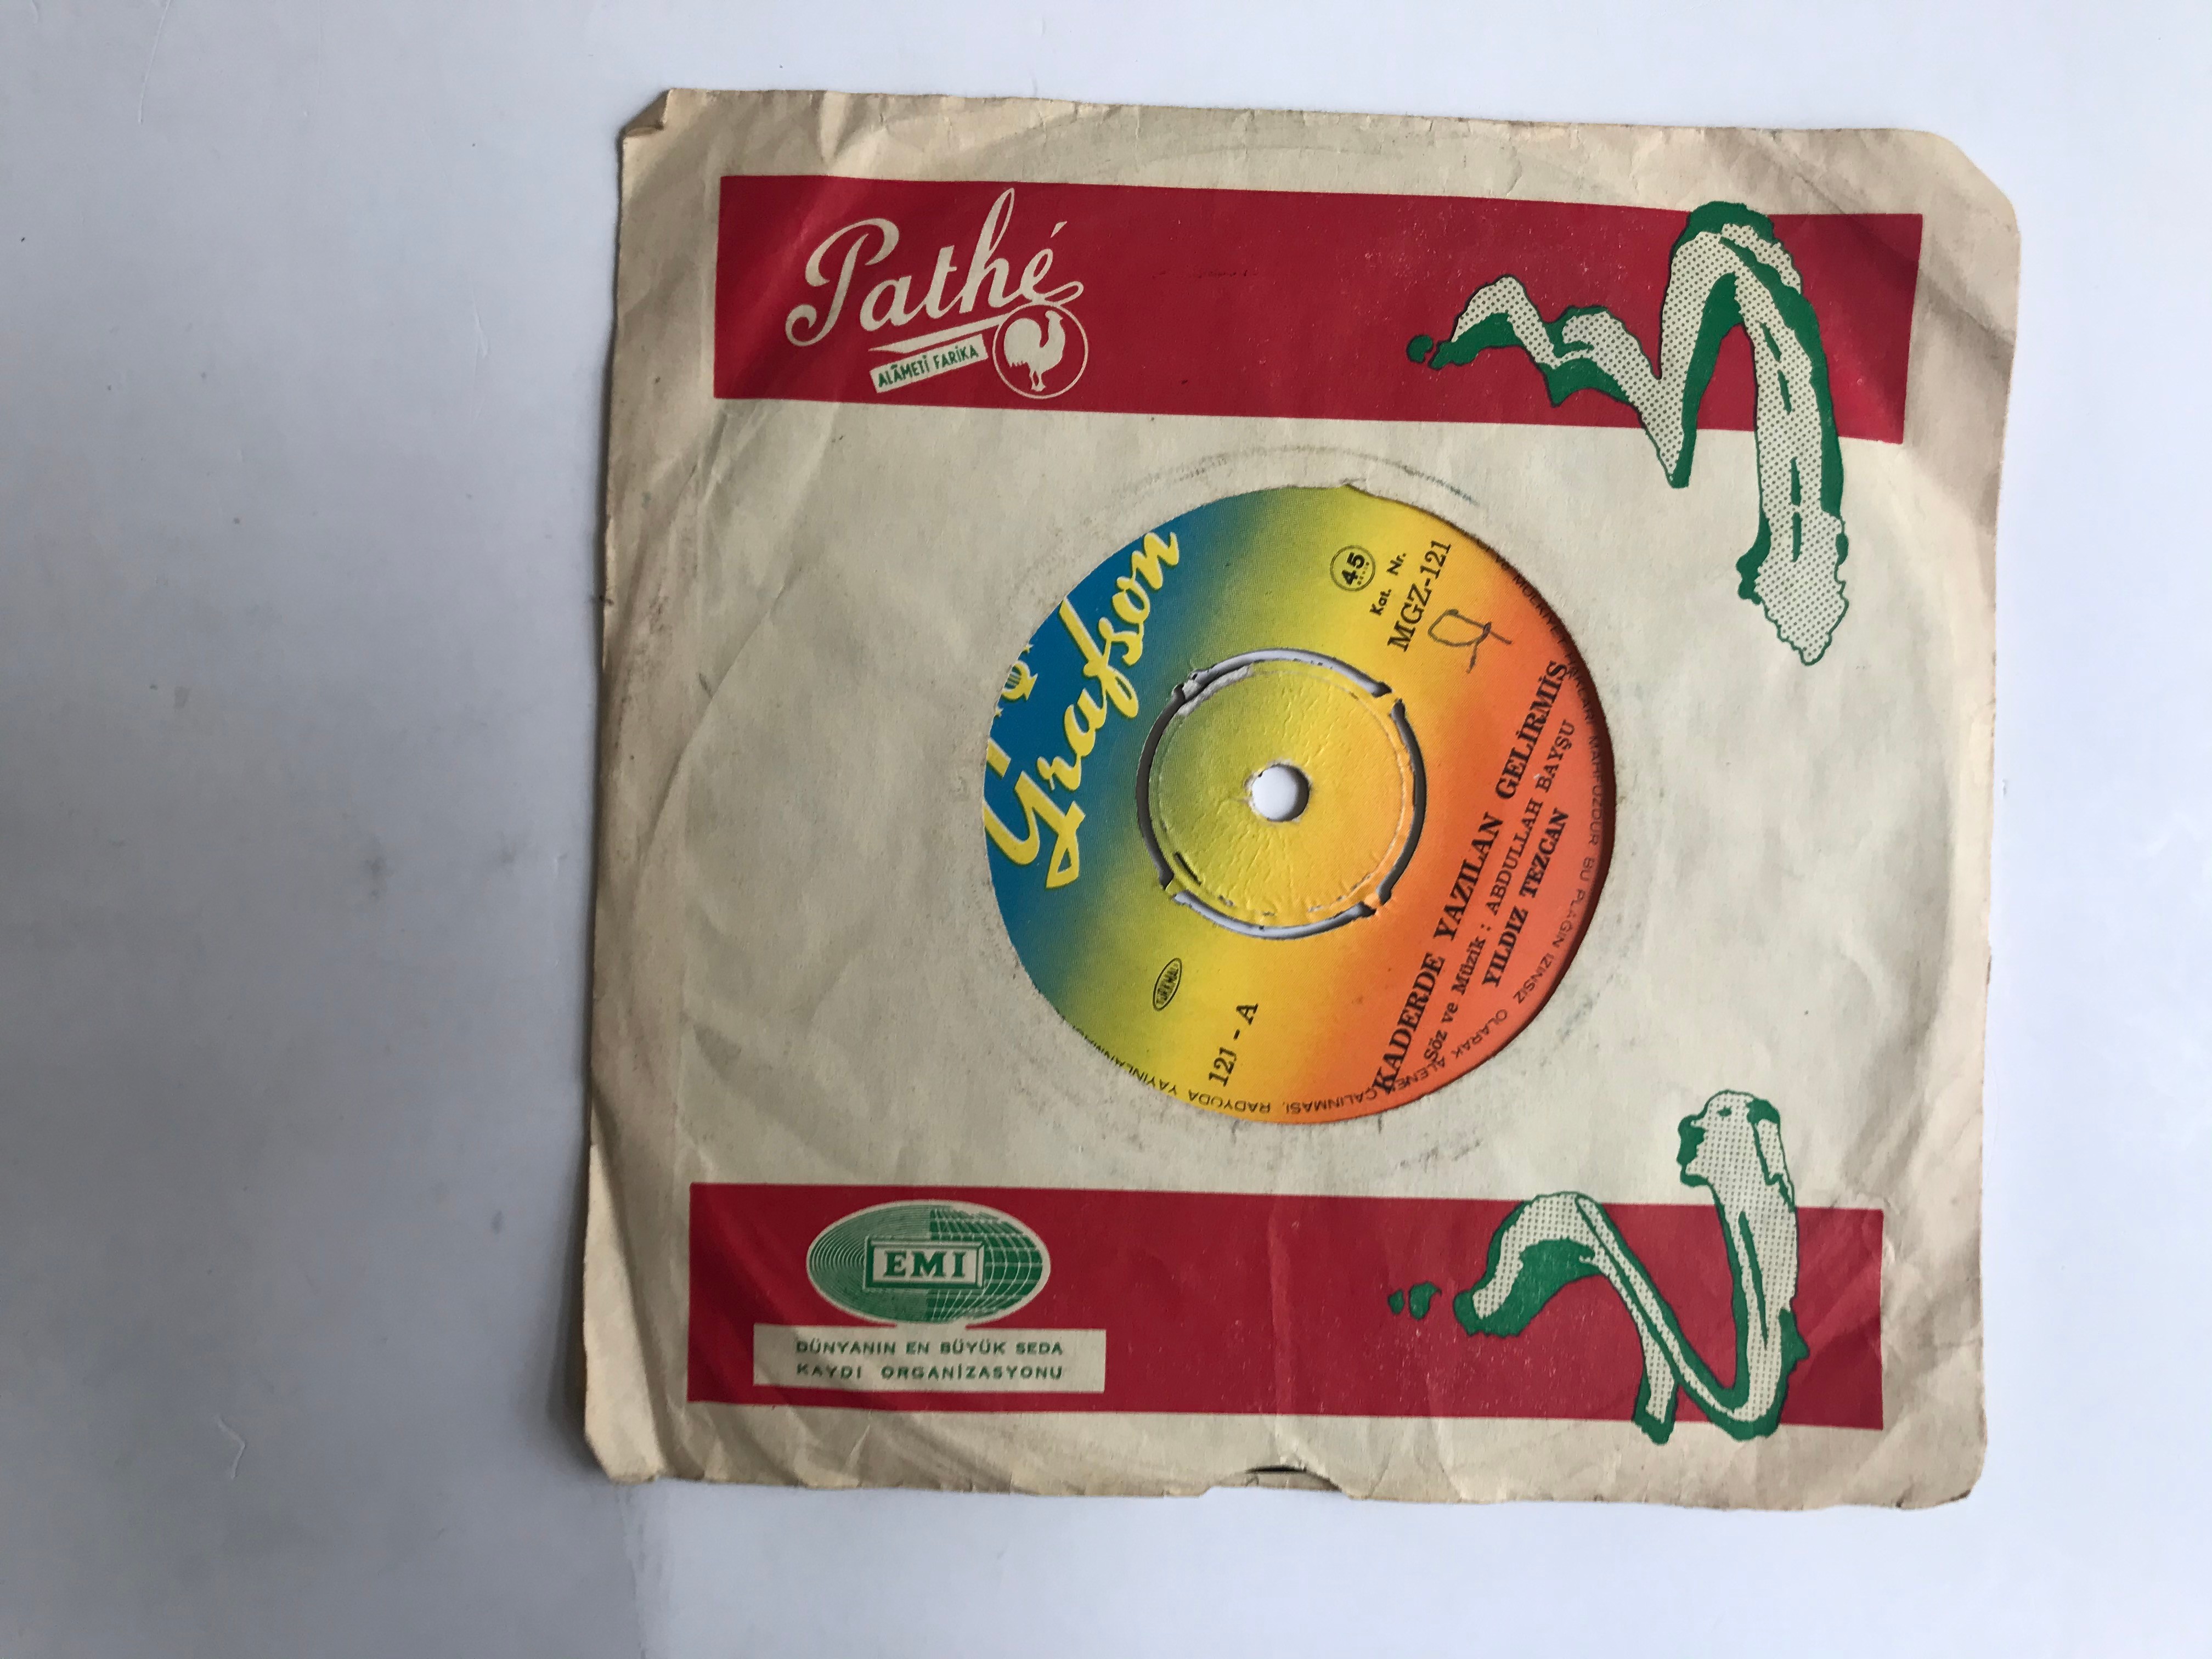 Pathé
ALÂMETİ FARİKA
Grafson
45
Kat. Nr.
MGZ-121
121 - A
TÜRK MALI
KADERDE YAZILAN GELİRMİŞ
Söz ve Müzik : ABDULLAH BAYŞU
YILDIZ TEZCAN
MAHFUZDUR BU PLAĞIN İZİNSİZ OLARAK ALENEN ÇALINMASI, RADYODA
EMI
DÜNYANIN EN BÜYÜK SEDA
KAYDI ORGANİZASYONU